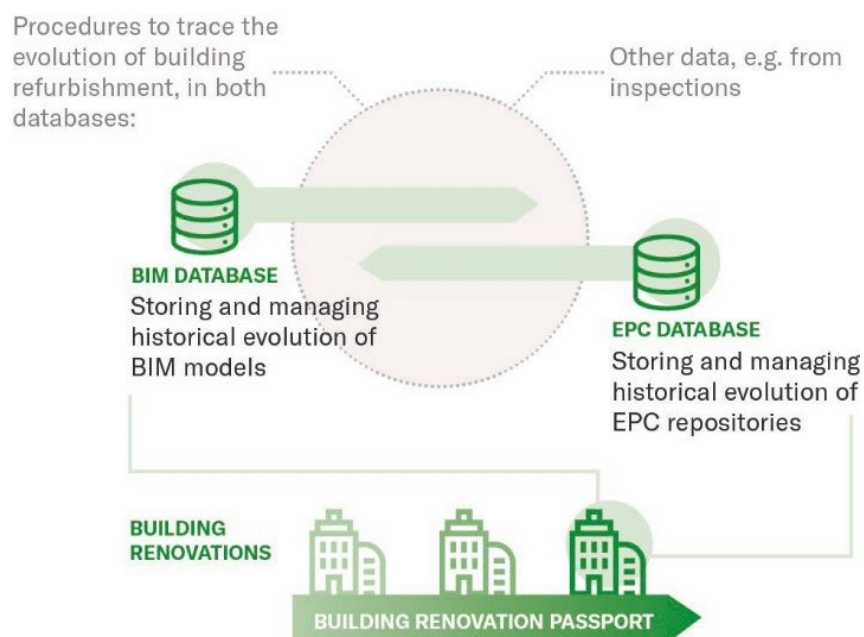 Procedures to trace the
evolution of building
refurbishment, in both
databases:
Other data, e.g. from
inspections
BIM DATABASE
Storing and managing
historical evolution of
BIM models
EPC DATABASE
Storing and managing
historical evolution of
EPC repositories
BUILDING
RENOVATIONS
BUILDING RENOVATION PASSPORT